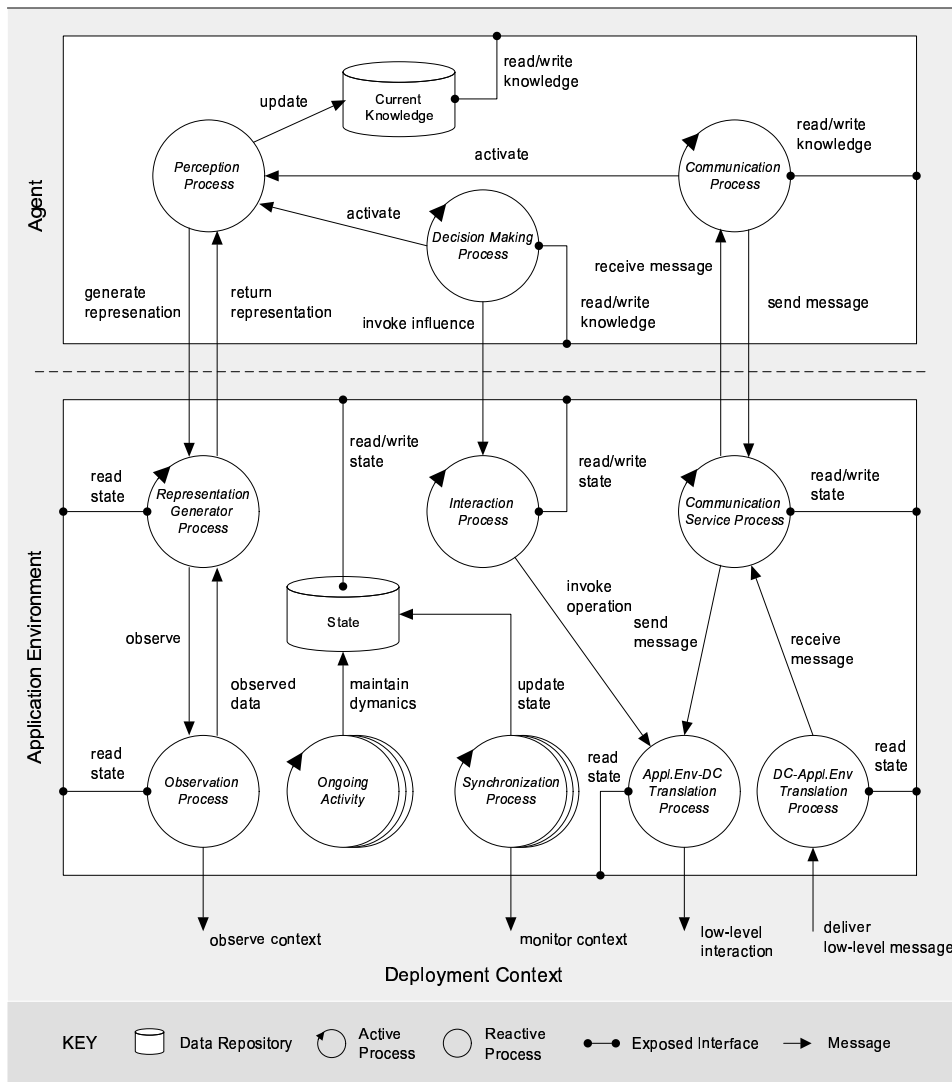 read/write
knowledge
update
Current
Knowledge
read/write
knowledge
activate
Perception
Process
Communication
Process
activate
Agent
Decision Making
Process
generate
represenation
return
representation
receive message
send message
invoke influence
read/write
knowledge
read/write
state
read
state
Representation
Generator
Process
Interaction
Process
read/write
state
Communication
Service Process
read/write
state
Application Environment
invoke
operation
State
send
message
observe
receive
message
observed
data
maintain
dymanics
update
state
read
state
Observation
Process
Ongoing
Activity
Synchronization
Process
read
state
Appl.Env-DC
Translation
Process
DC-Appl.Env
Translation
Process
read
state
observe context
monitor context
low-level
interaction
deliver
low-level message
Deployment Context
KEY
Data Repository
Active
Process
Reactive
Process
Exposed Interface
Message